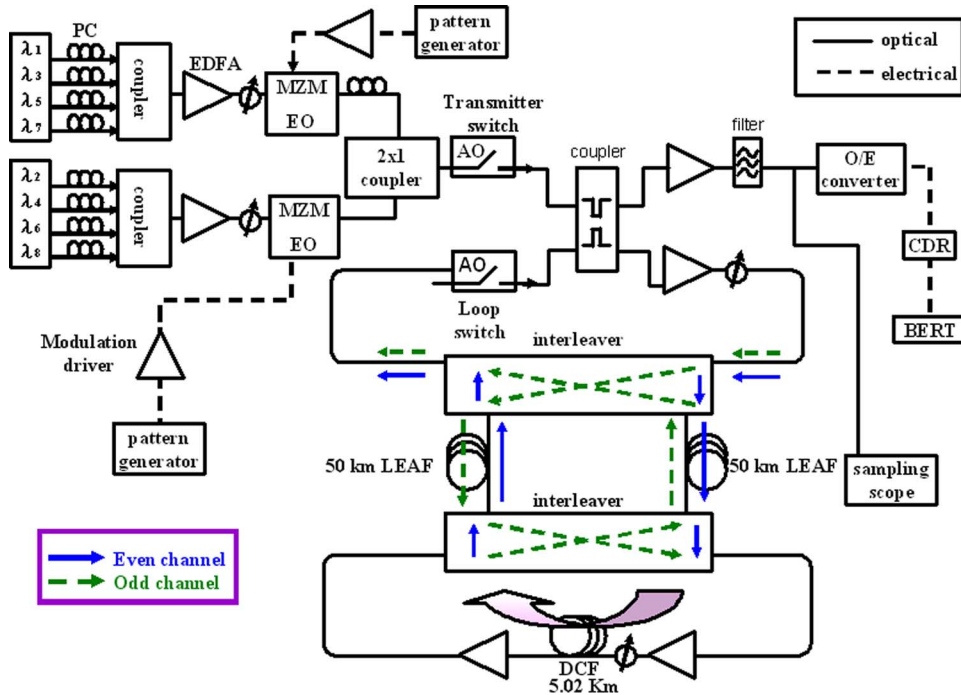 PC
λ1
λ3
λ5
λ7
coupler
EDFA
MZM
EO
pattern
generator
optical
electrical
λ2
λ4
λ6
λ8
coupler
MZM
EO
2x1
coupler
Transmitter
switch
AO
coupler
filter
O/E
converter
CDR
BERT
AO
Loop
switch
Modulation
driver
pattern
generator
interleaver
50 km LEAF
50 km LEAF
sampling
scope
interleaver
Even channel
Odd channel
DCF
5.02 Km